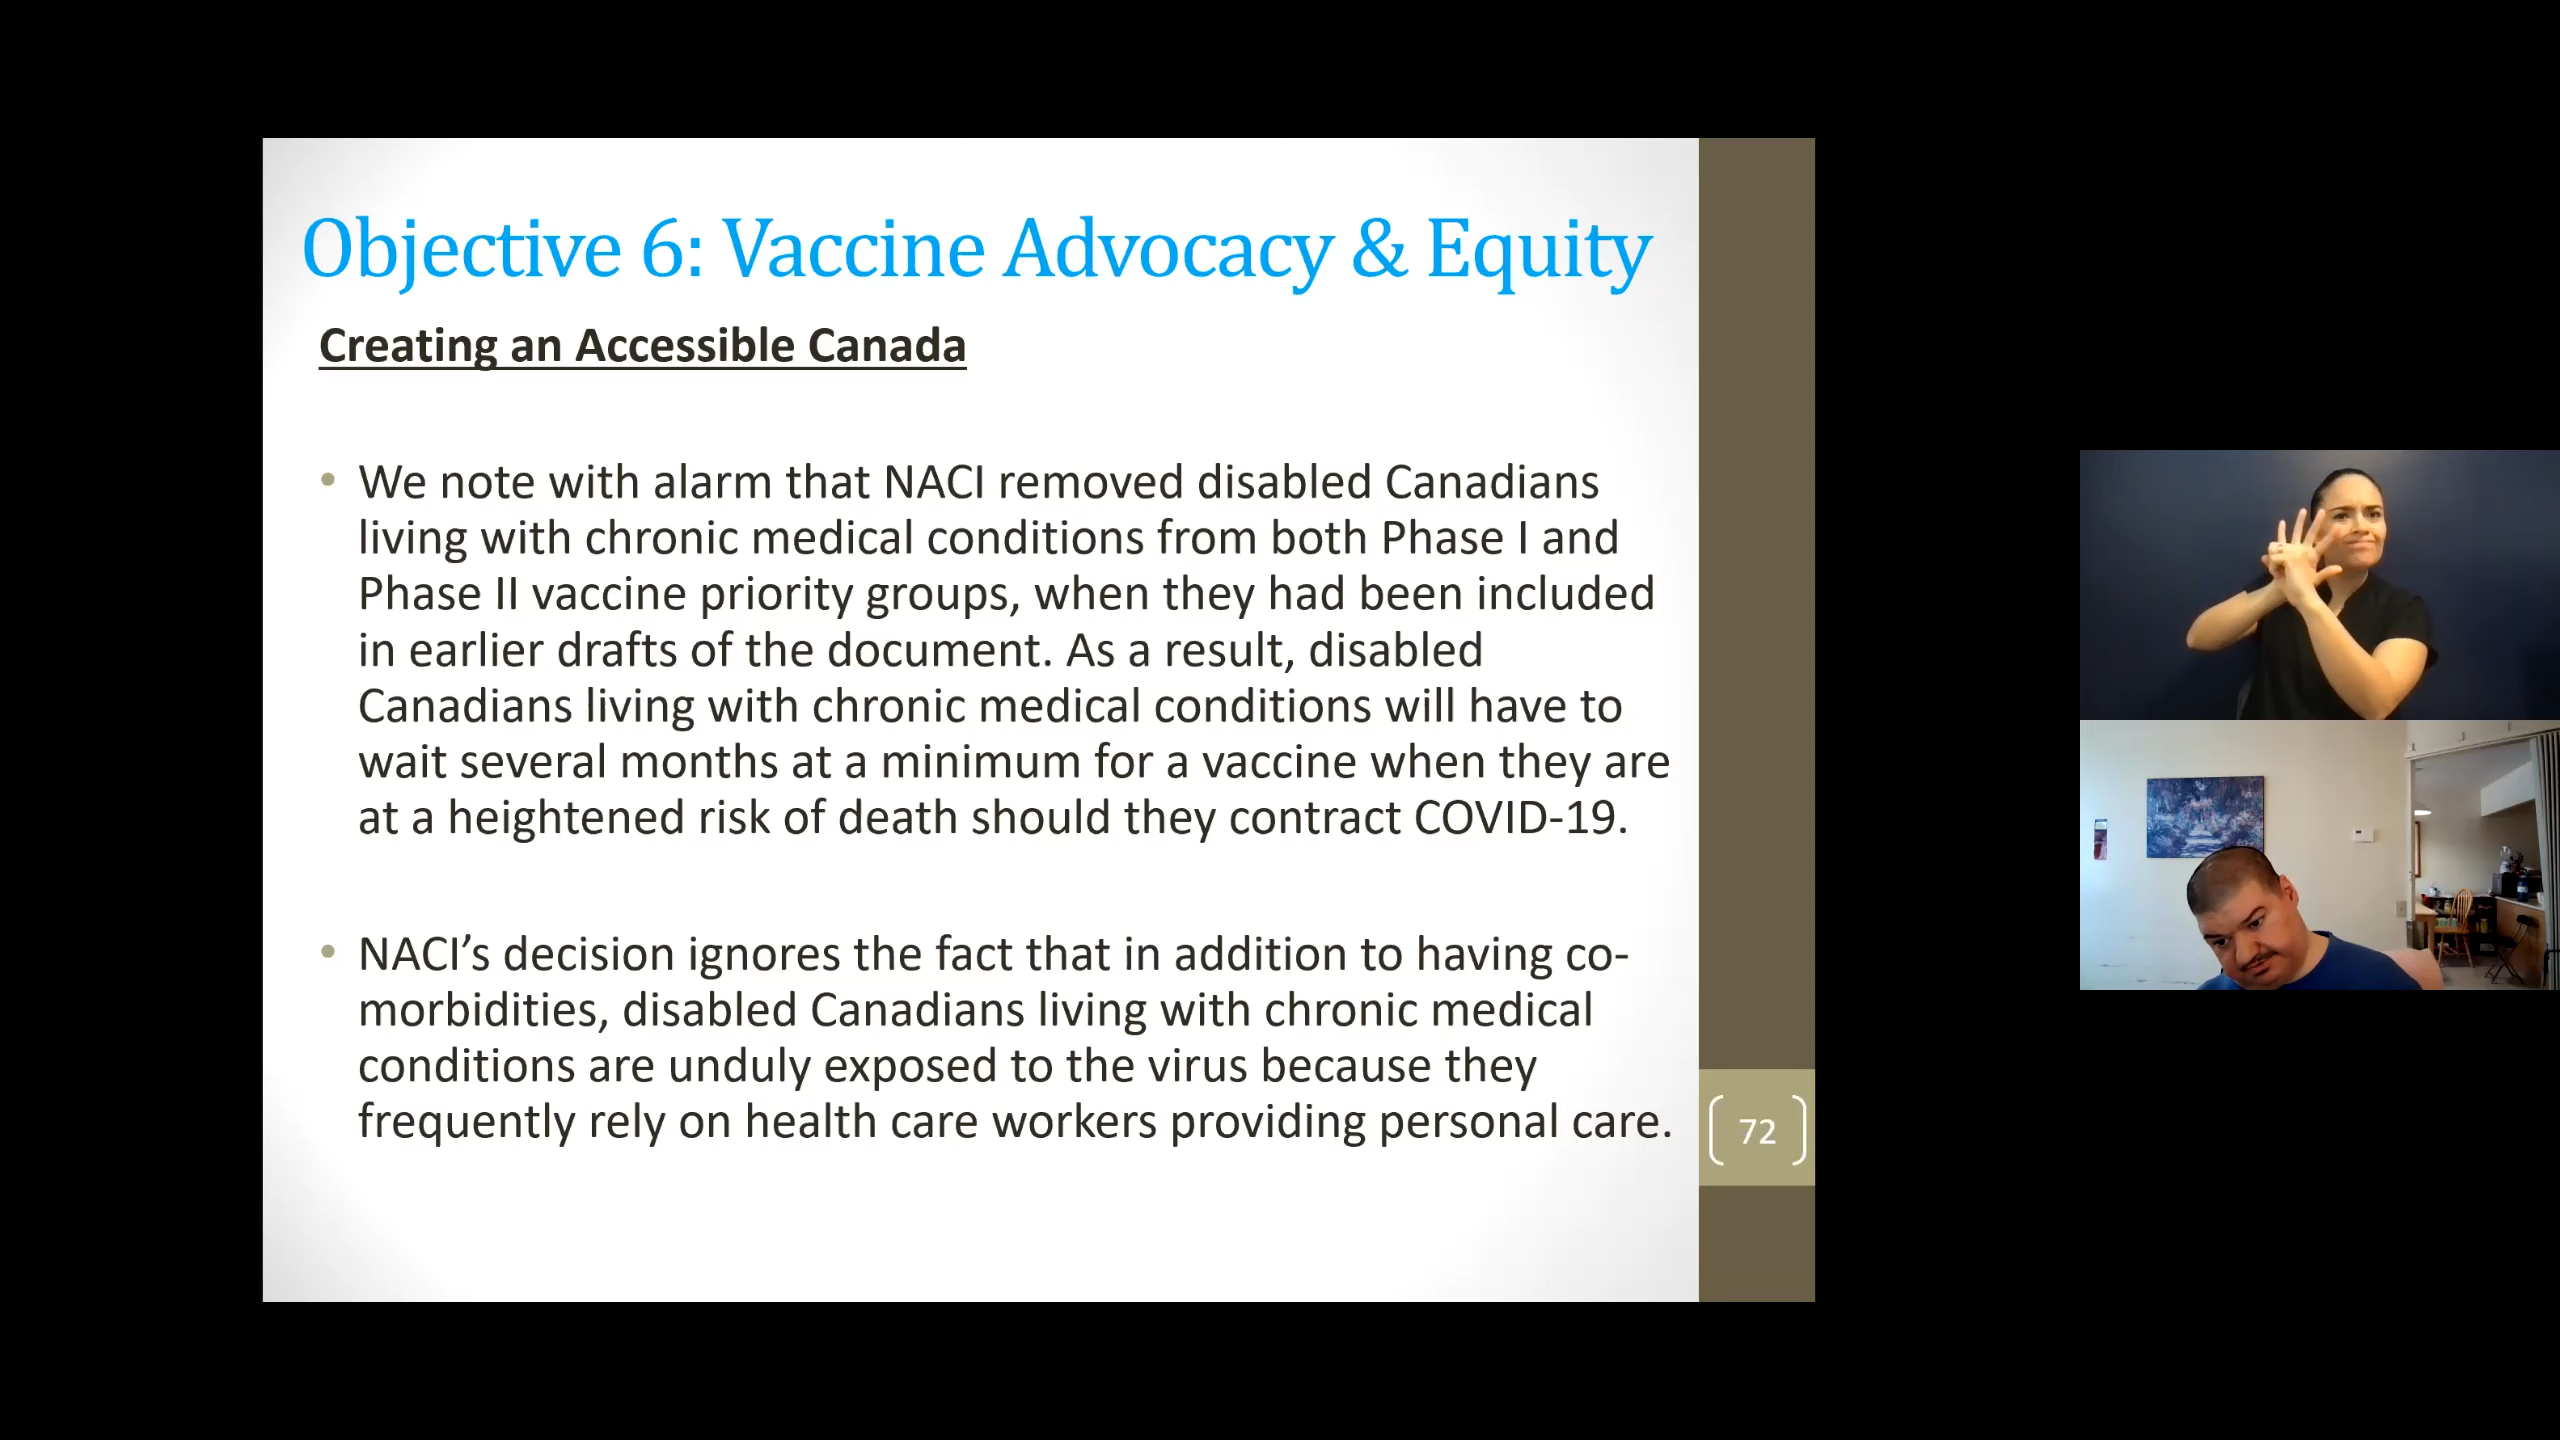 Objective 6: Vaccine Advocacy & Equity
Creating an Accessible Canada
• We note with alarm that NACI removed disabled Canadians
living with chronic medical conditions from both Phase I and
Phase II vaccine priority groups, when they had been included
in earlier drafts of the document. As a result, disabled
Canadians living with chronic medical conditions will have to
wait several months at a minimum for a vaccine when they are
at a heightened risk of death should they contract COVID-19.
• NACI’s decision ignores the fact that in addition to having co-
morbidities, disabled Canadians living with chronic medical
conditions are unduly exposed to the virus because they
frequently rely on health care workers providing personal care.
72